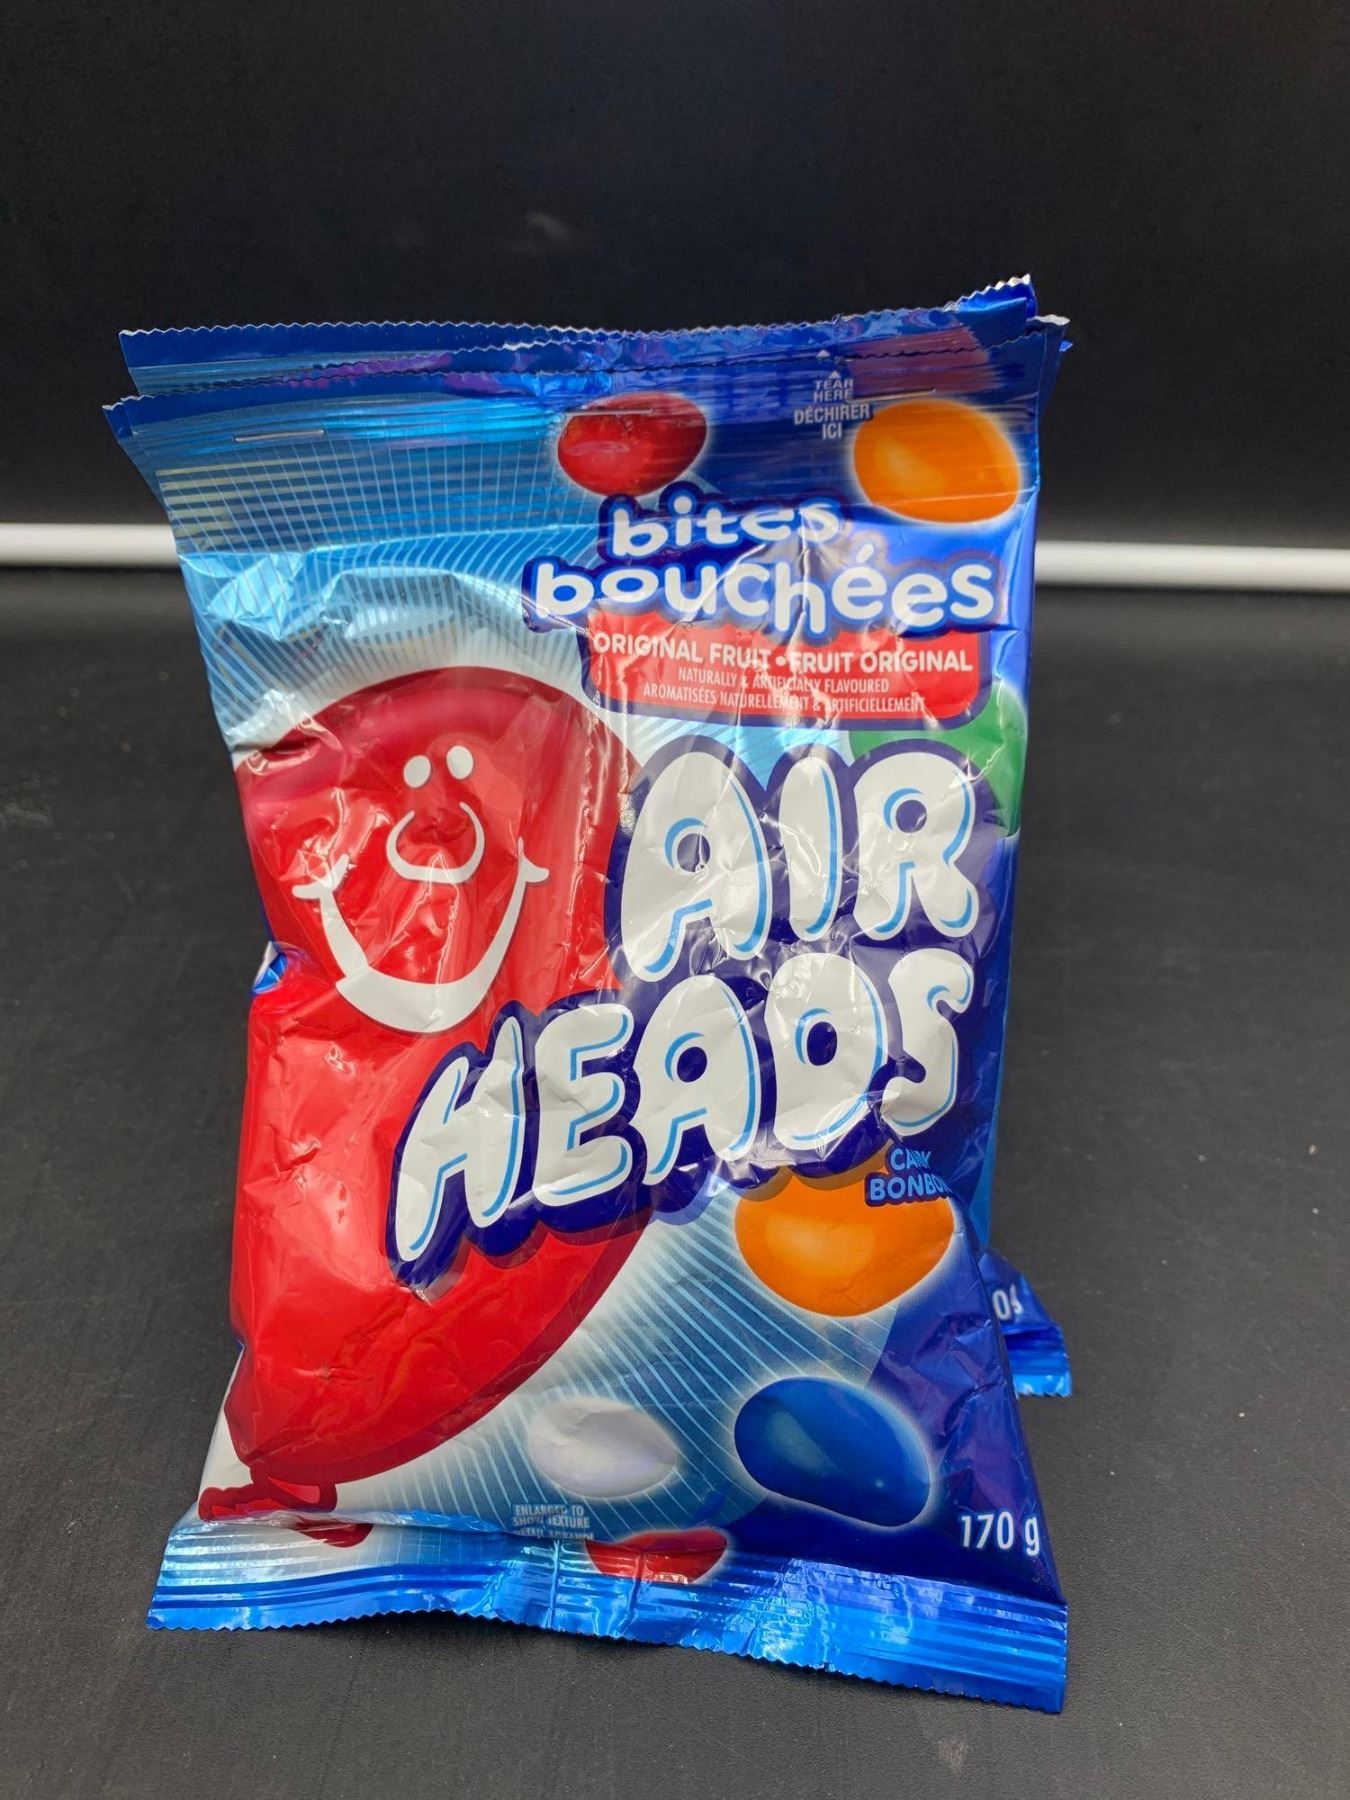 TEAR
HERE
DÉCHIRER
ICI
bites
bouchées
ORIGINAL FRUIT • FRUIT ORIGINAL
NATURALLY & ARTIFICIALLY FLAVOURED
AROMATISÉES NATURELLEMENT & ARTIFICIELLEMENT
AIR
HEADS
CANDY
BONBO
ENLARGED TO
SHOW TEXTURE
170 g